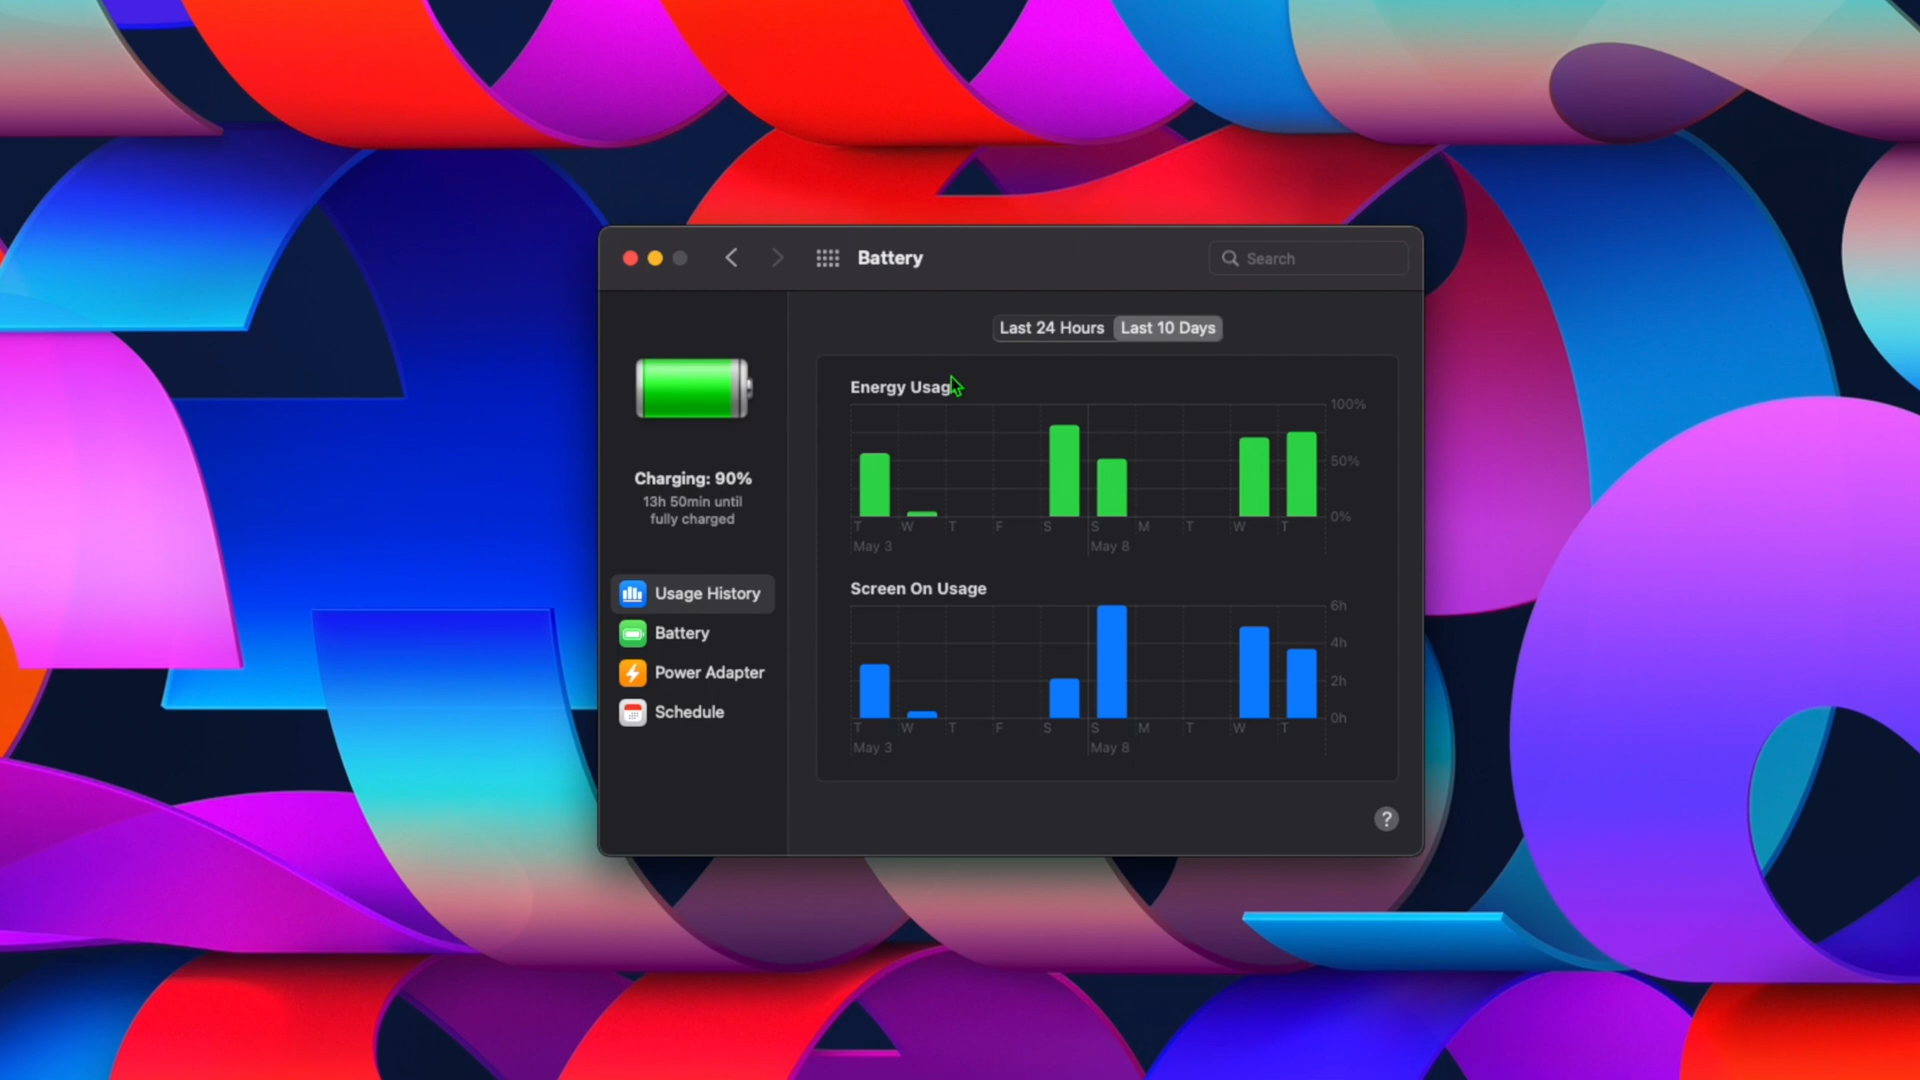 Battery
Search
Last 24 Hours
Last 10 Days
Charging: 90%
13h 50min until
fully charged
Usage History
Battery
Power Adapter
Schedule
Energy Usag
100%
50%
0%
T W T F S S M T W T
May 3 May 8
Screen On Usage
6h
4h
2h
0h
T W T F S S M T W T
May 3 May 8
?